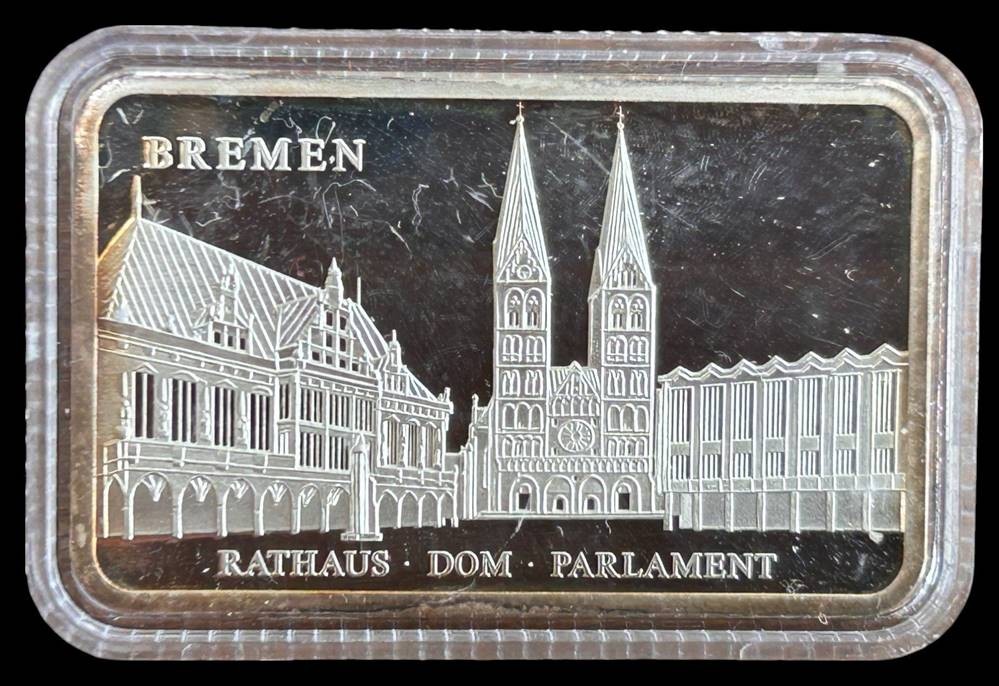 BREMEN
RATHAUS · DOM · PARLAMENT